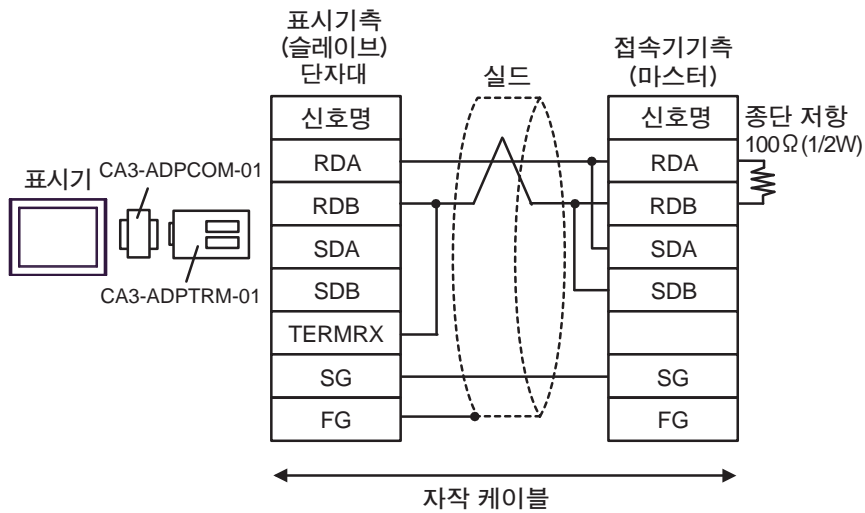 표시기측
(슬레이브)
단자대
실드
접속기기측
(마스터)
신호명
신호명
종단 저항
100Ω(1/2W)
RDA
RDA
표시기
CA3-ADPCOM-01
RDB
RDB
SDA
SDA
CA3-ADPTRM-01
SDB
SDB
TERMRX
SG
SG
FG
FG
자작 케이블